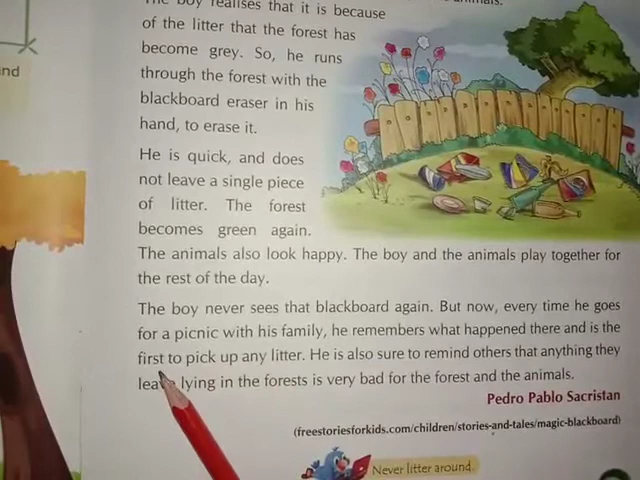 The boy realises that it is because
animals.
of the litter that the forest has
become grey. So, he runs
through the forest with the
blackboard eraser in his
hand, to erase it.
He is quick, and does
not leave a single piece
of litter. The forest
becomes green again.
The animals also look happy. The boy and the animals play together for
the rest of the day.
The boy never sees that blackboard again. But now, every time he goes
for a picnic with his family, he remembers what happened there and is the
first to pick up any litter. He is also sure to remind others that anything they
leave lying in the forests is very bad for the forest and the animals.
Pedro Pablo Sacristan
(freestoriesforkids.com/children/stories-and-tales/magic-blackboard)
Never litter around.
nd